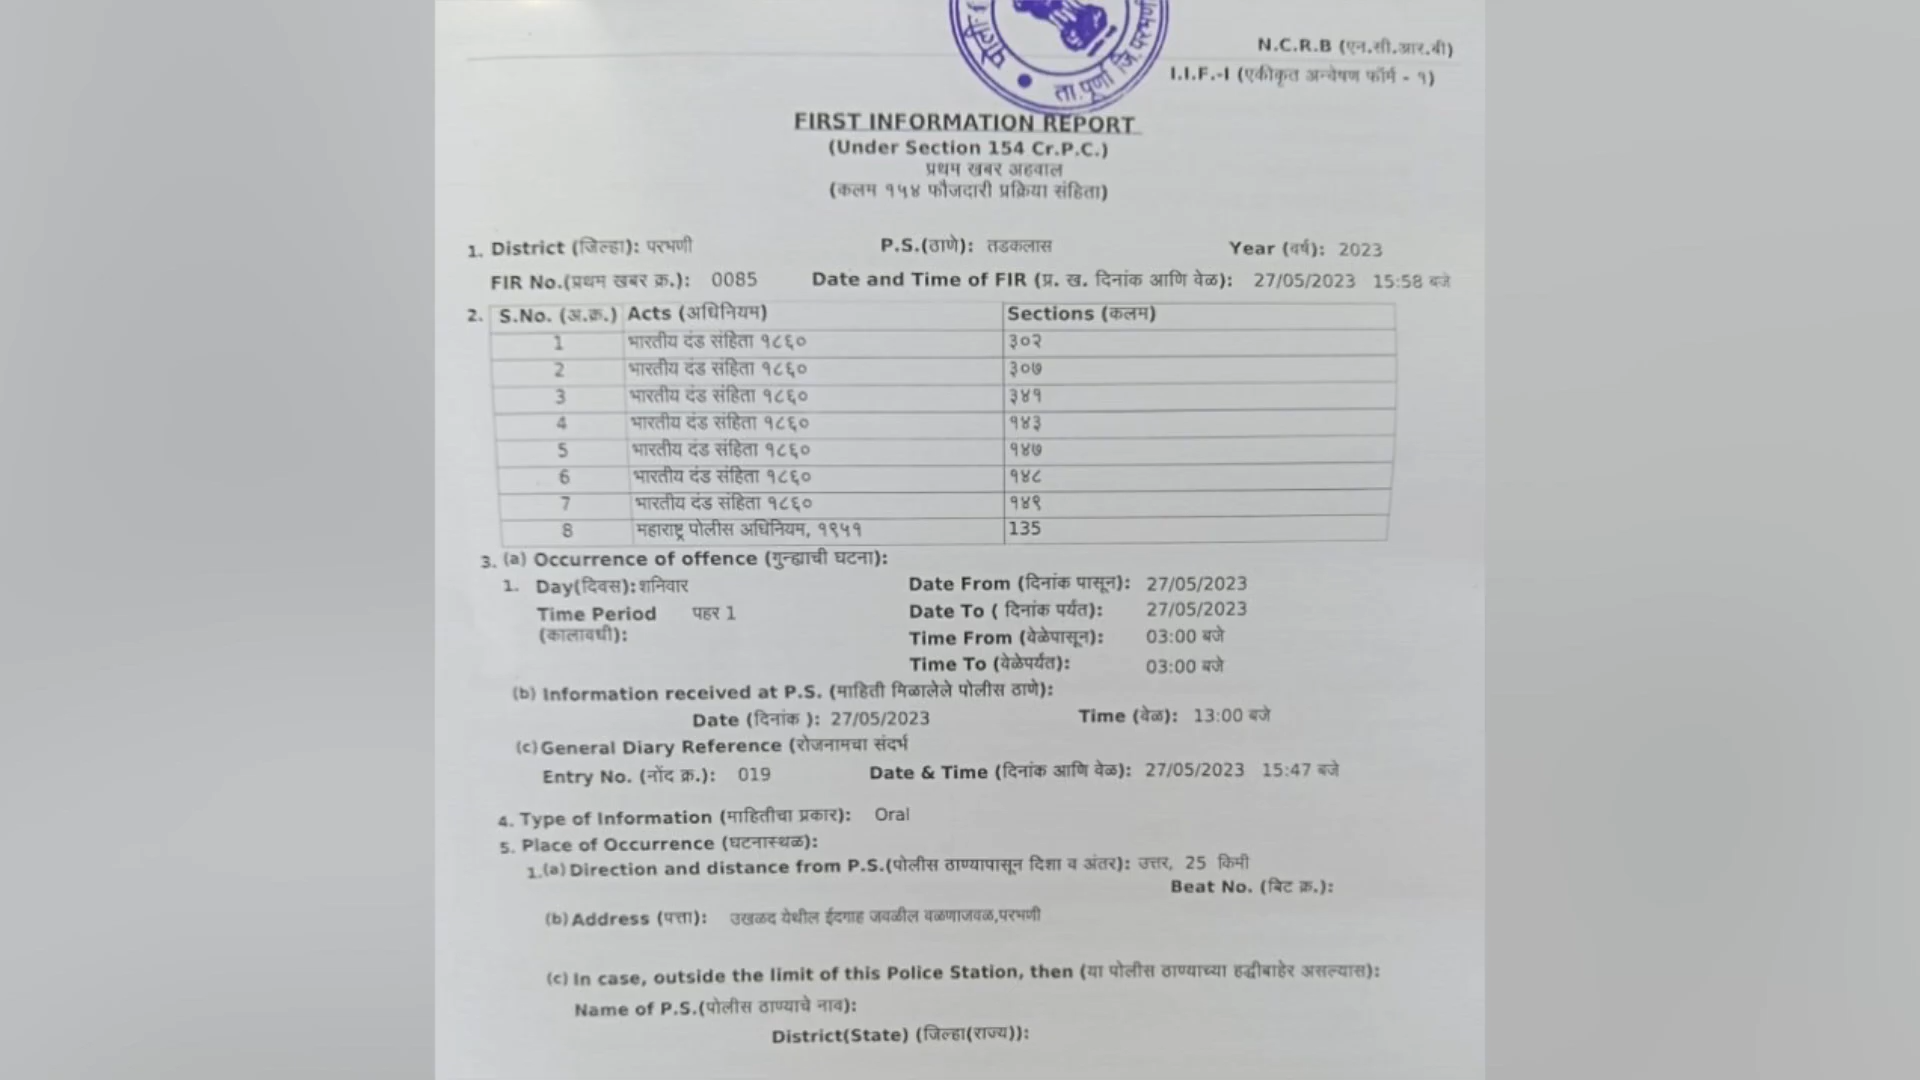 ता.पूर्णा जि.परभणी
N.C.R.B (एन.सी.आर.बी)
I.I.F.-I (एकीकृत अन्वेषण फॉर्म - १)
FIRST INFORMATION REPORT
(Under Section 154 Cr.P.C.)
प्रथम खबर अहवाल
(कलम १५४ फौजदारी प्रक्रिया संहिता)
1. District (जिल्हा): परभणी P.S.(ठाणे): तडकलास Year (वर्ष): 2023
FIR No.(प्रथम खबर क्र.): 0085 Date and Time of FIR (प्र. ख. दिनांक आणि वेळ): 27/05/2023 15:58 बजे
2. S.No. (अ.क्र.) Acts (अधिनियम) Sections (कलम)
1 भारतीय दंड संहिता १८६० ३०२
2 भारतीय दंड संहिता १८६० ३०७
3 भारतीय दंड संहिता १८६० ३४१
4 भारतीय दंड संहिता १८६० १४३
5 भारतीय दंड संहिता १८६० १४७
6 भारतीय दंड संहिता १८६० १४८
7 भारतीय दंड संहिता १८६० १४९
8 महाराष्ट्र पोलीस अधिनियम, १९५१ 135
3. (a) Occurrence of offence (गुन्ह्याची घटना):
1. Day(दिवस):शनिवार Date From (दिनांक पासून): 27/05/2023
Time Period पहर 1 Date To ( दिनांक पर्यंत): 27/05/2023
(कालावधी): Time From (वेळेपासून): 03:00 बजे
Time To (वेळेपर्यंत): 03:00 बजे
(b) Information received at P.S. (माहिती मिळालेले पोलीस ठाणे):
Date (दिनांक ): 27/05/2023 Time (वेळ): 13:00 बजे
(c) General Diary Reference (रोजनामचा संदर्भ
Entry No. (नोंद क्र.): 019 Date & Time (दिनांक आणि वेळ): 27/05/2023 15:47 बजे
4. Type of Information (माहितीचा प्रकार): Oral
5. Place of Occurrence (घटनास्थळ):
1.(a) Direction and distance from P.S.(पोलीस ठाण्यापासून दिशा व अंतर): उत्तर, 25 किमी
Beat No. (बिट क्र.):
(b) Address (पत्ता): उखळद येथील ईदगाह जवळील वळणाजवळ,परभणी
(c) In case, outside the limit of this Police Station, then (या पोलीस ठाण्याच्या हद्दीबाहेर असल्यास):
Name of P.S.(पोलीस ठाण्याचे नाव):
District(State) (जिल्हा(राज्य)):